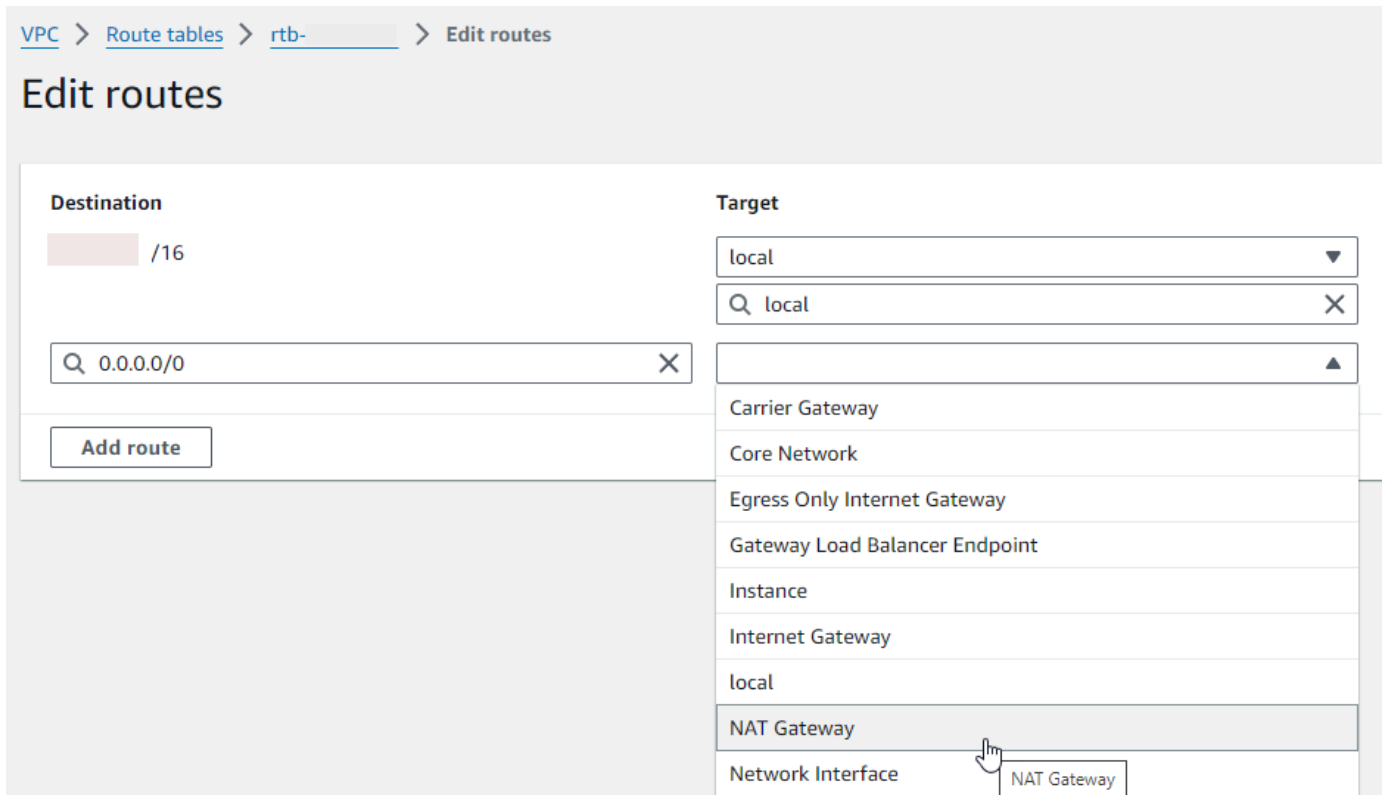 VPC > Route tables > rtb- > Edit routes
Edit routes
Destination
Target
/16
local
local
0.0.0.0/0
Carrier Gateway
Add route
Core Network
Egress Only Internet Gateway
Gateway Load Balancer Endpoint
Instance
Internet Gateway
local
NAT Gateway
Network Interface
NAT Gateway